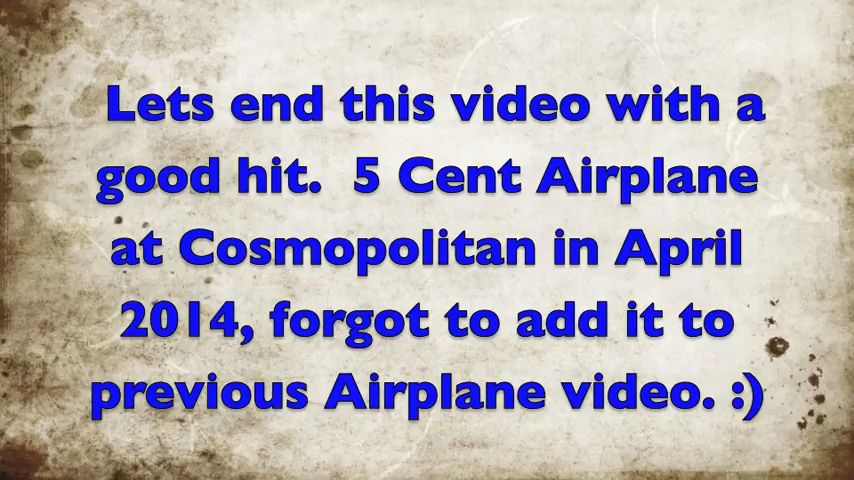 Lets end this video with a
good hit.  5 Cent Airplane
at Cosmopolitan in April
2014, forgot to add it to
previous Airplane video. :)